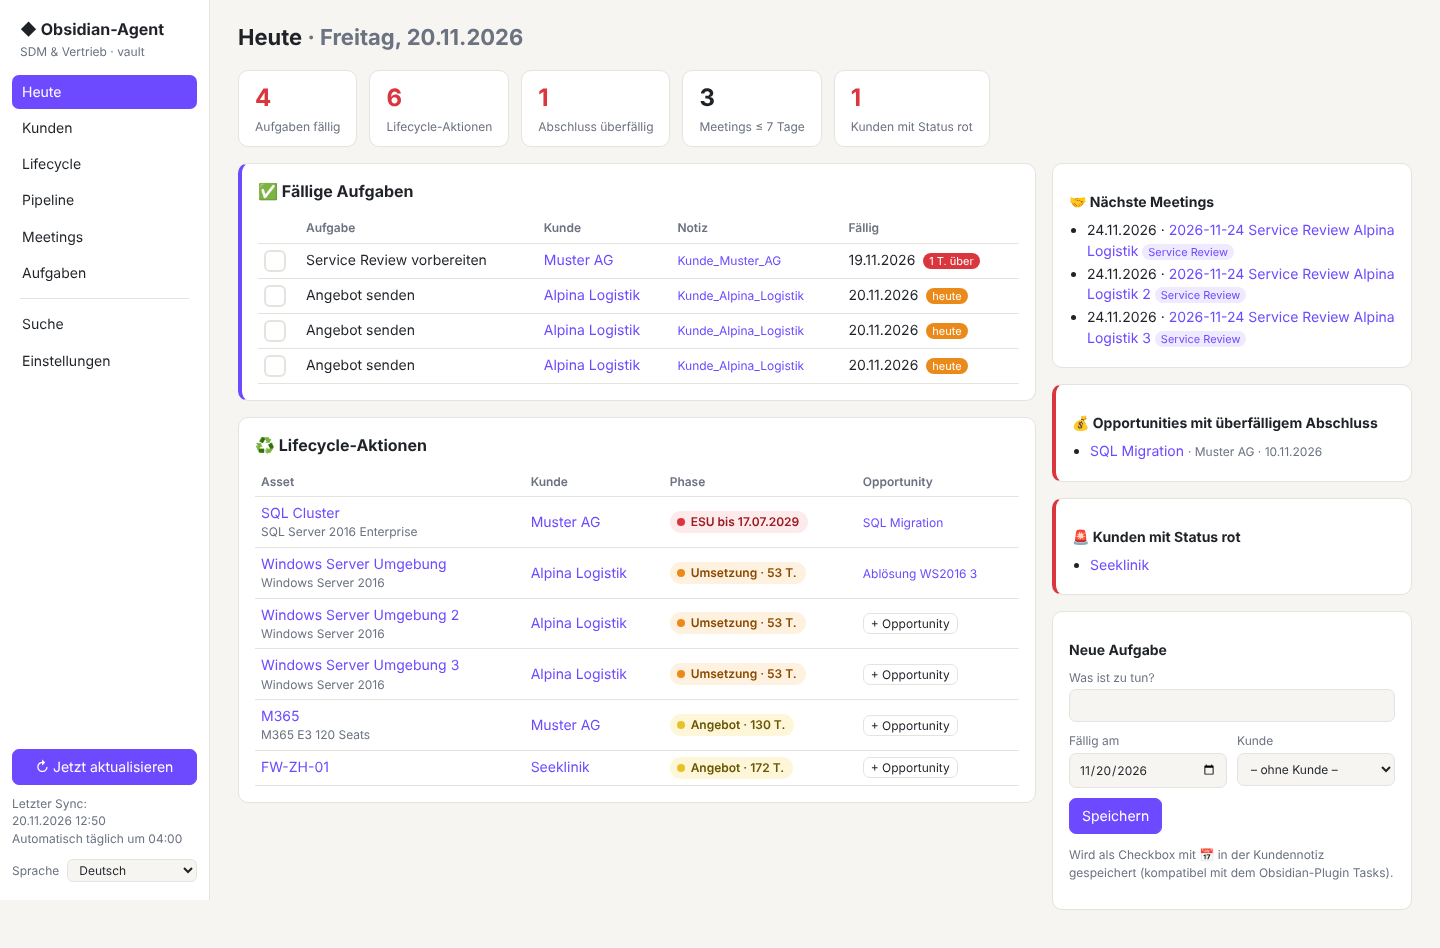 ◆ Obsidian-Agent
SDM & Vertrieb · vault
Heute
Kunden
Lifecycle
Pipeline
Meetings
Aufgaben
Suche
Einstellungen
↻ Jetzt aktualisieren
Letzter Sync:
20.11.2026 12:50
Automatisch täglich um 04:00
Sprache Deutsch
Heute · Freitag, 20.11.2026
4
Aufgaben fällig
6
Lifecycle-Aktionen
1
Abschluss überfällig
3
Meetings ≤ 7 Tage
1
Kunden mit Status rot
✅ Fällige Aufgaben
Aufgabe Kunde Notiz Fällig
Service Review vorbereiten Muster AG Kunde_Muster_AG 19.11.2026 1 T. über
Angebot senden Alpina Logistik Kunde_Alpina_Logistik 20.11.2026 heute
Angebot senden Alpina Logistik Kunde_Alpina_Logistik 20.11.2026 heute
Angebot senden Alpina Logistik Kunde_Alpina_Logistik 20.11.2026 heute
♻️ Lifecycle-Aktionen
Asset Kunde Phase Opportunity
SQL Cluster Muster AG ESU bis 17.07.2029 SQL Migration
SQL Server 2016 Enterprise
Windows Server Umgebung Alpina Logistik Umsetzung · 53 T. Ablösung WS2016 3
Windows Server 2016
Windows Server Umgebung 2 Alpina Logistik Umsetzung · 53 T. + Opportunity
Windows Server 2016
Windows Server Umgebung 3 Alpina Logistik Umsetzung · 53 T. + Opportunity
Windows Server 2016
M365 Muster AG Angebot · 130 T. + Opportunity
M365 E3 120 Seats
FW-ZH-01 Seeklinik Angebot · 172 T. + Opportunity
🤝 Nächste Meetings
• 24.11.2026 · 2026-11-24 Service Review Alpina
Logistik Service Review
• 24.11.2026 · 2026-11-24 Service Review Alpina
Logistik 2 Service Review
• 24.11.2026 · 2026-11-24 Service Review Alpina
Logistik 3 Service Review
💰 Opportunities mit überfälligem Abschluss
• SQL Migration · Muster AG · 10.11.2026
🚨 Kunden mit Status rot
• Seeklinik
Neue Aufgabe
Was ist zu tun?
Fällig am Kunde
11/20/2026 – ohne Kunde –
Speichern
Wird als Checkbox mit 📅 in der Kundennotiz
gespeichert (kompatibel mit dem Obsidian-Plugin Tasks).